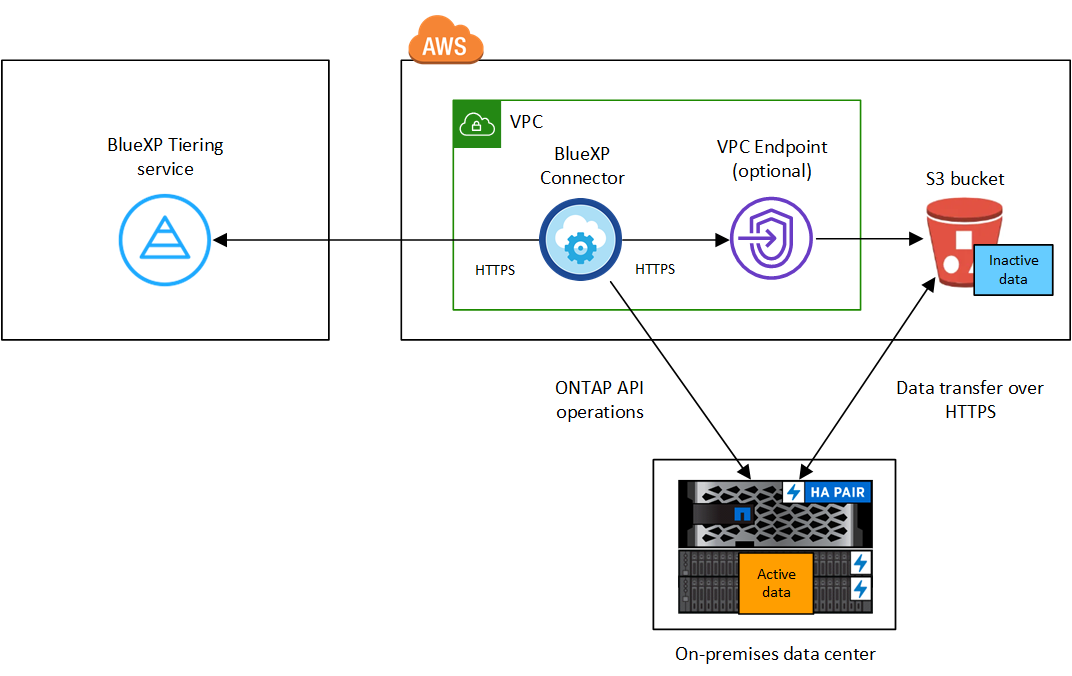 AWS
VPC
BlueXP Tiering
service
BlueXP
Connector
VPC Endpoint
(optional)
S3 bucket
HTTPS
HTTPS
Inactive
data
ONTAP API
operations
Data transfer over
HTTPS
HA PAIR
Active
data
On-premises data center